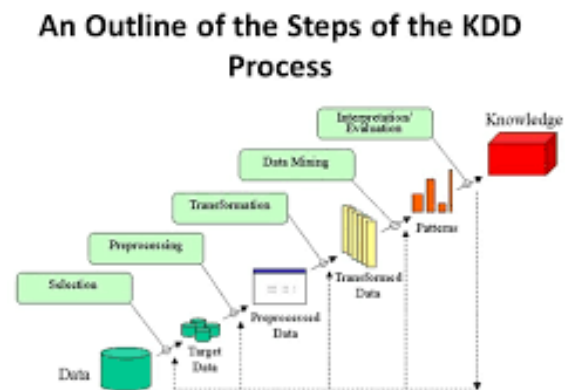 An Outline of the Steps of the KDD
Process
Interpretation/
Evaluation
Knowledge
Data Mining
Transformation
Patterns
Preprocessing
Transformed
Data
Selection
Preprocessed
Data
Target
Data
Data